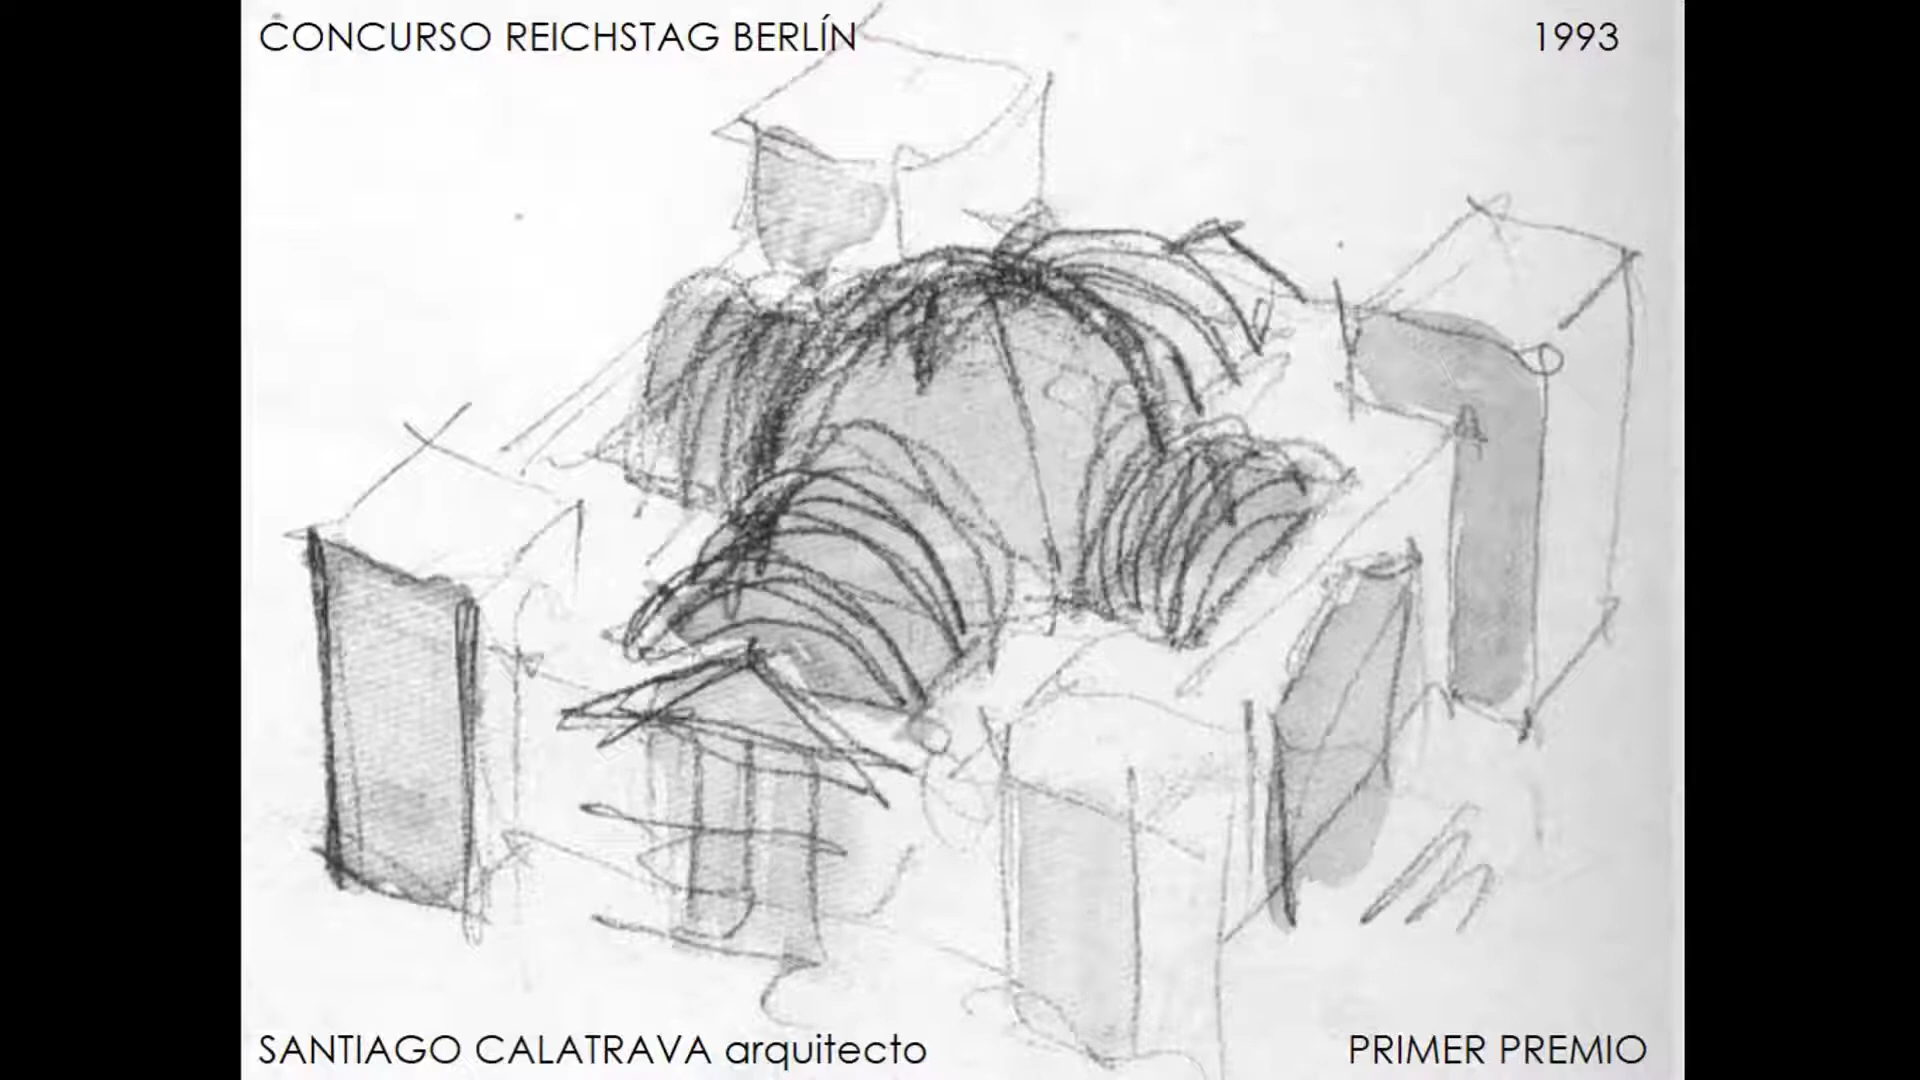 CONCURSO REICHSTAG BERLÍN
1993
SANTIAGO CALATRAVA arquitecto
PRIMER PREMIO